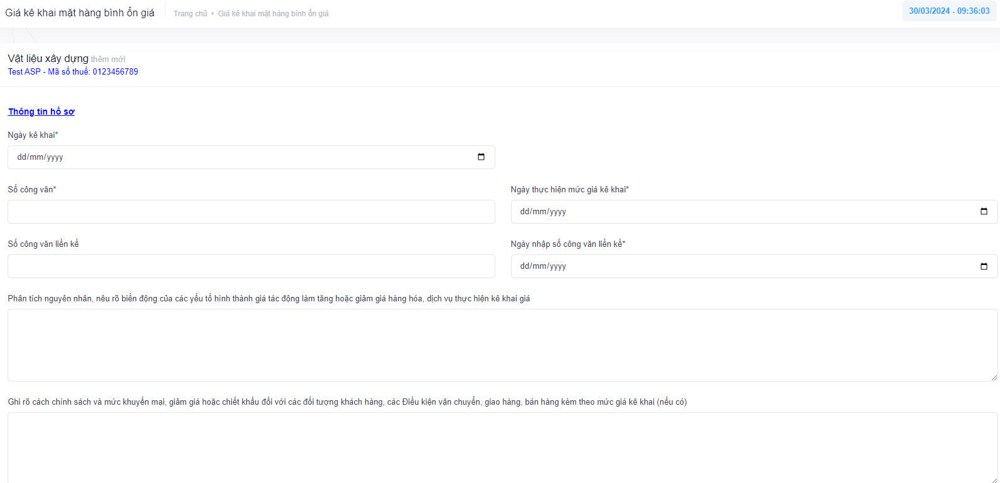 Giá kê khai mặt hàng bình ổn giá
Trang chủ • Giá kê khai mặt hàng bình ổn giá
30/03/2024 - 09:36:03
Vật liệu xây dựng thêm mới
Test ASP - Mã số thuế: 0123456789
Thông tin hồ sơ
Ngày kê khai*
dd/mm/yyyy
Số công văn*
Ngày thực hiện mức giá kê khai*
dd/mm/yyyy
Số công văn liền kề
Ngày nhập số công văn liền kề*
dd/mm/yyyy
Phân tích nguyên nhân, nêu rõ biến động của các yếu tố hình thành giá tác động làm tăng hoặc giảm giá hàng hóa, dịch vụ thực hiện kê khai giá
Ghi rõ cách chính sách và mức khuyến mại, giảm giá hoặc chiết khấu đối với các đối tượng khách hàng, các Điều kiện vận chuyển, giao hàng, bán hàng kèm theo mức giá kê khai (nếu có)